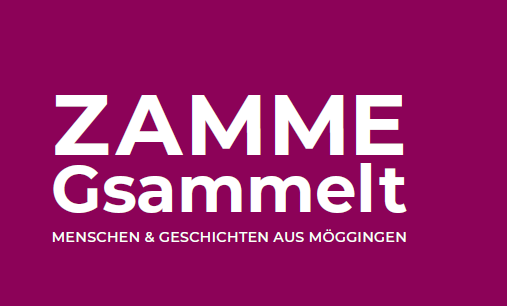 ZAMME
Gsammelt
MENSCHEN & GESCHICHTEN AUS MÖGGINGEN